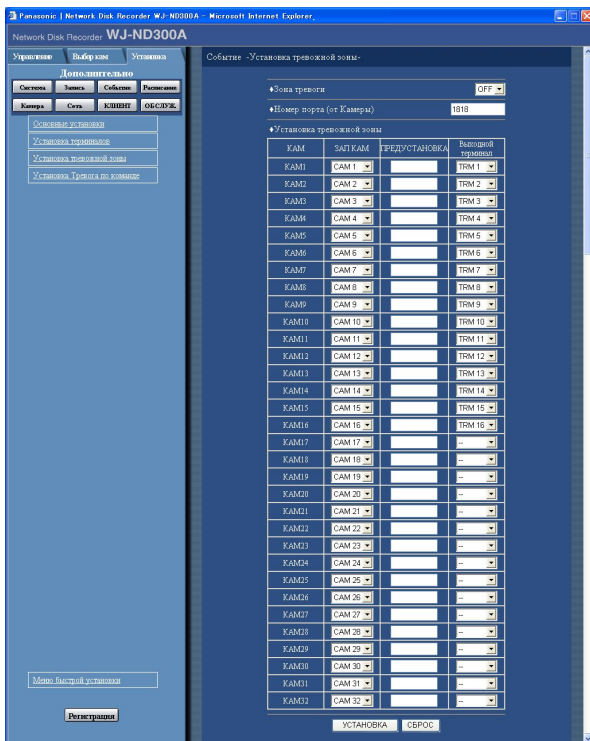 Panasonic | Network Disk Recorder WJ-ND300A - Microsoft Internet Explorer
Network Disk Recorder WJ-ND300A
Управление Выбор кам Установка
Дополнительно
Система Запись Событие Расписание
Камера Сеть КЛИЕНТ ОБСЛУЖ.
Основные установки
Установка терминалов
Установка тревожной зоны
Установка Тревога по команде
Меню быстрой установки
Регистрация
Событие -Установка тревожной зоны-
♦Зона тревоги OFF
♦Номер порта (от Камеры) 1818
♦Установка тревожной зоны
КАМ ЗАП КАМ ПРЕДУСТАНОВКА Выходной терминал
КАМ1 CAM 1 TRM 1
КАМ2 CAM 2 TRM 2
КАМ3 CAM 3 TRM 3
КАМ4 CAM 4 TRM 4
КАМ5 CAM 5 TRM 5
КАМ6 CAM 6 TRM 6
КАМ7 CAM 7 TRM 7
КАМ8 CAM 8 TRM 8
КАМ9 CAM 9 TRM 9
КАМ10 CAM 10 TRM 10
КАМ11 CAM 11 TRM 11
КАМ12 CAM 12 TRM 12
КАМ13 CAM 13 TRM 13
КАМ14 CAM 14 TRM 14
КАМ15 CAM 15 TRM 15
КАМ16 CAM 16 TRM 16
КАМ17 CAM 17 --
КАМ18 CAM 18 --
КАМ19 CAM 19 --
КАМ20 CAM 20 --
КАМ21 CAM 21 --
КАМ22 CAM 22 --
КАМ23 CAM 23 --
КАМ24 CAM 24 --
КАМ25 CAM 25 --
КАМ26 CAM 26 --
КАМ27 CAM 27 --
КАМ28 CAM 28 --
КАМ29 CAM 29 --
КАМ30 CAM 30 --
КАМ31 CAM 31 --
КАМ32 CAM 32 --
УСТАНОВКА СБРОС